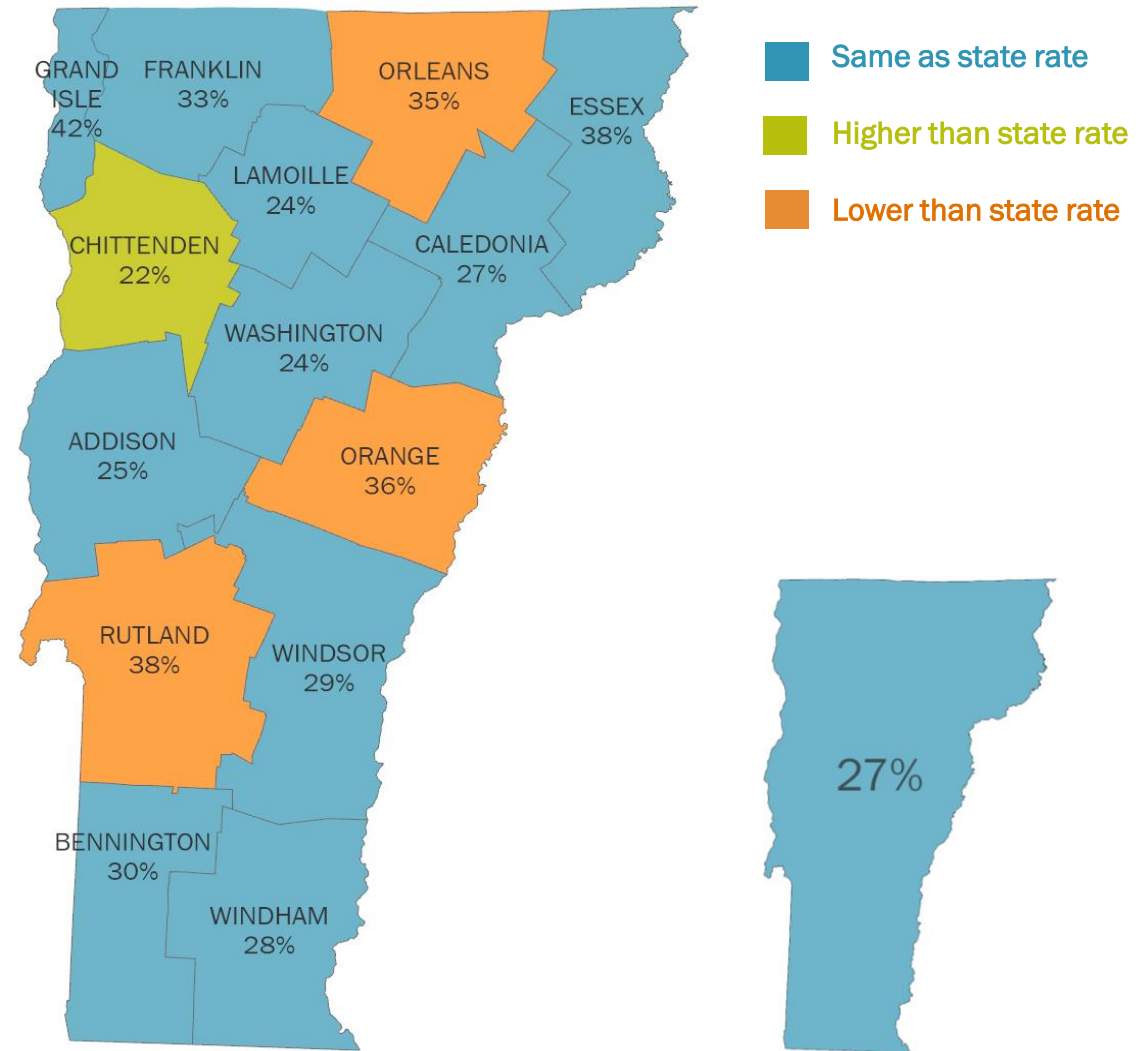 GRAND
ISLE
42%
FRANKLIN
33%
ORLEANS
35%
ESSEX
38%
LAMOILLE
24%
CHITTENDEN
22%
CALEDONIA
27%
WASHINGTON
24%
ADDISON
25%
ORANGE
36%
RUTLAND
38%
WINDSOR
29%
BENNINGTON
30%
WINDHAM
28%
Same as state rate
Higher than state rate
Lower than state rate
27%